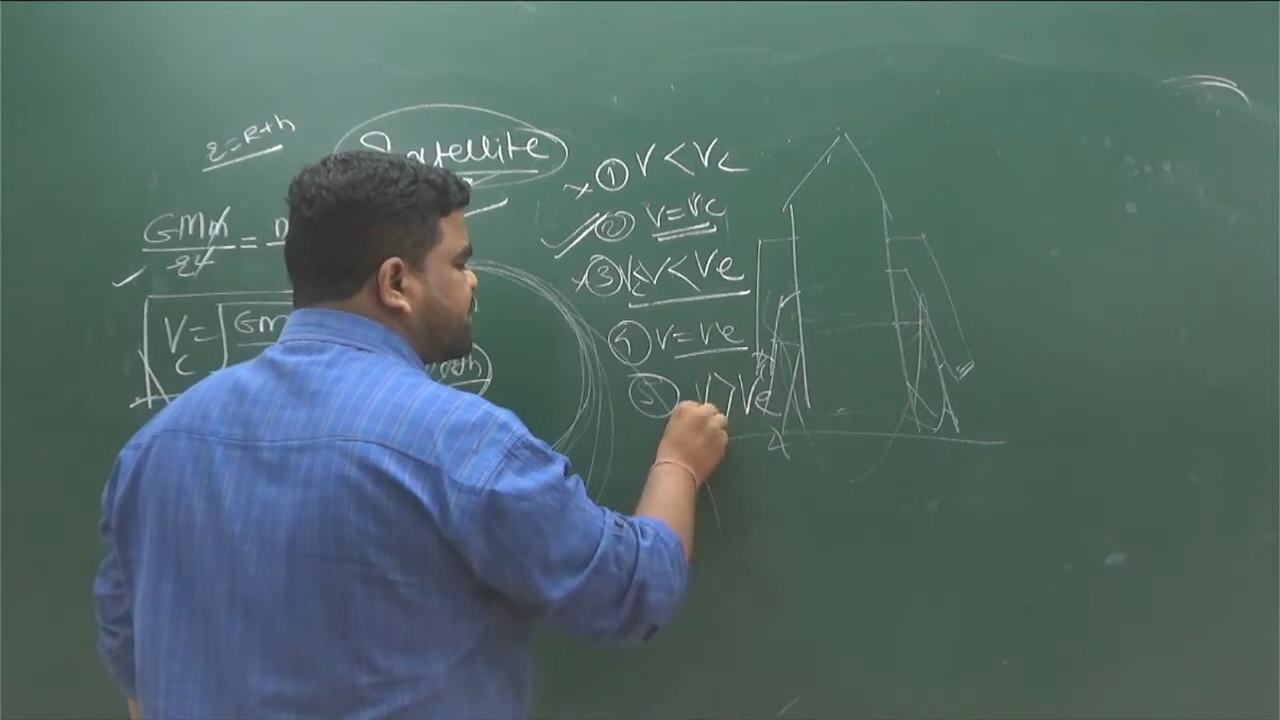 r=R+h
Satellite
GMm/r² =
Vc = √GM
① V < Vc
② V = Vc
③ Vc < V < Ve
④ V = Ve
⑤ V > Ve